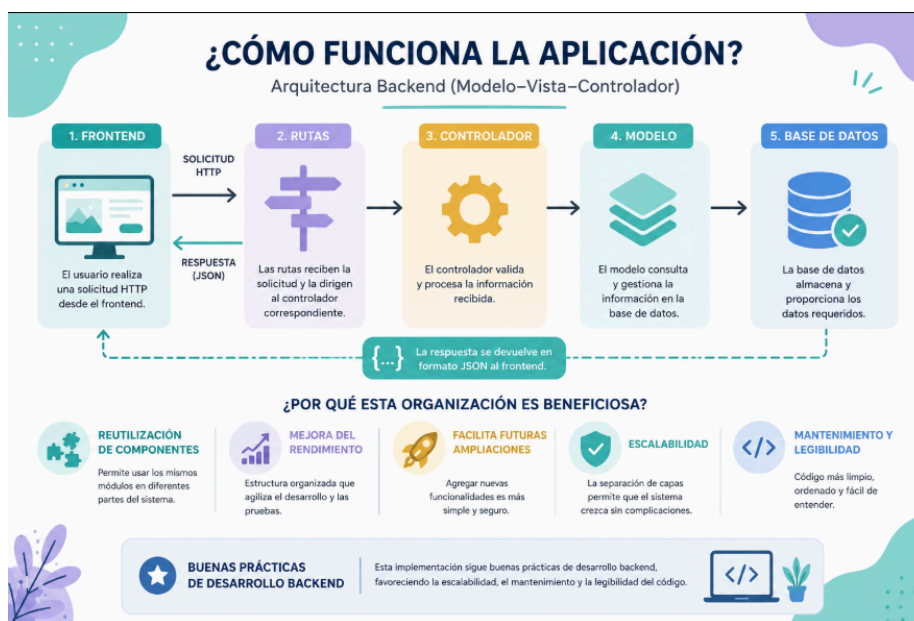 ¿CÓMO FUNCIONA LA APLICACIÓN?
Arquitectura Backend (Modelo–Vista–Controlador)
1. FRONTEND
El usuario realiza
una solicitud HTTP
desde el frontend.
SOLICITUD
HTTP
RESPUESTA
(JSON)
2. RUTAS
Las rutas reciben la
solicitud y la dirigen
al controlador
correspondiente.
3. CONTROLADOR
El controlador valida
y procesa la información
recibida.
4. MODELO
El modelo consulta
y gestiona la
información en la
base de datos.
5. BASE DE DATOS
La base de datos
almacena y
proporciona los
datos requeridos.
{...}
La respuesta se devuelve en
formato JSON al frontend.
¿POR QUÉ ESTA ORGANIZACIÓN ES BENEFICIOSA?
REUTILIZACIÓN
DE COMPONENTES
Permite usar los mismos
módulos en diferentes
partes del sistema.
MEJORA DEL
RENDIMIENTO
Estructura organizada que
agiliza el desarrollo y las
pruebas.
FACILITA FUTURAS
AMPLIACIONES
Agregar nuevas
funcionalidades es más
simple y seguro.
ESCALABILIDAD
La separación de capas
permite que el sistema
crezca sin complicaciones.
</>
MANTENIMIENTO Y
LEGIBILIDAD
Código más limpio,
ordenado y fácil de
entender.
BUENAS PRÁCTICAS
DE DESARROLLO BACKEND
Esta implementación sigue buenas prácticas de desarrollo backend,
favoreciendo la escalabilidad, el mantenimiento y la legibilidad del código.
</>